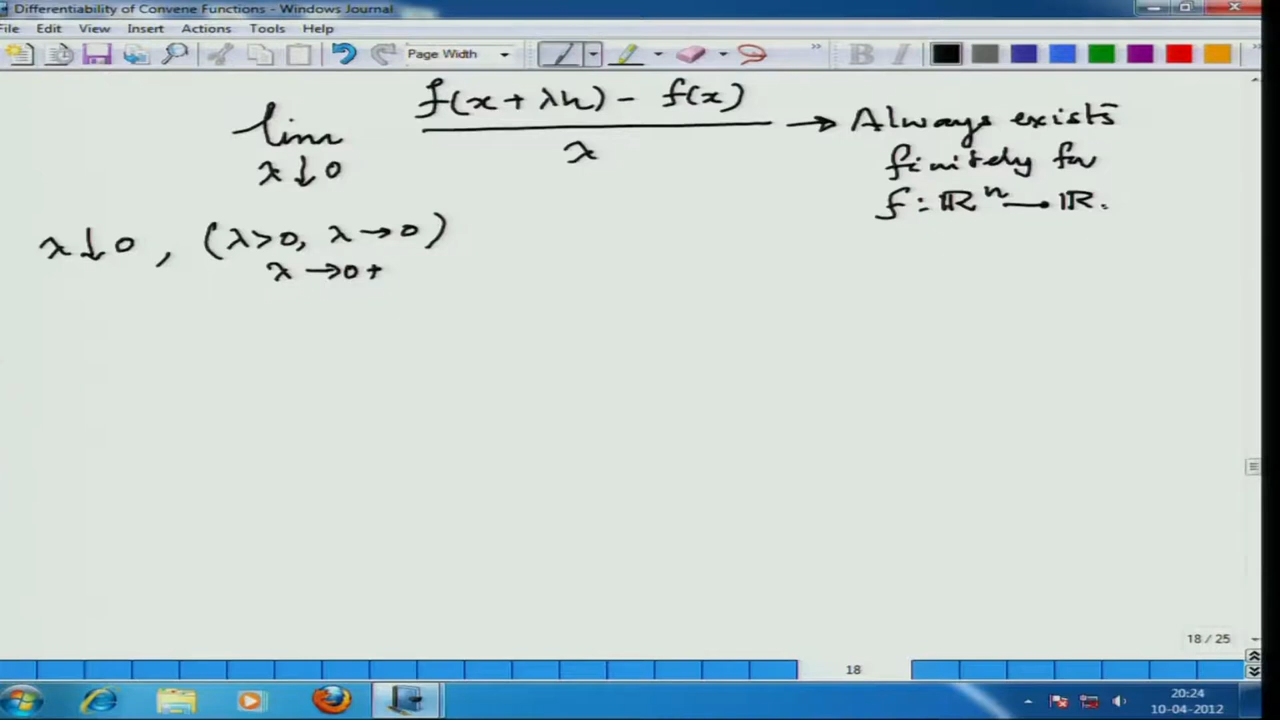 Differentiability of Convene Functions - Windows Journal
File Edit View Insert Actions Tools Help
Page Width
B I
lim f(x + λh) - f(x) / λ → Always exists
λ ↓ 0
finitely for
f : ℝⁿ → ℝ.
λ ↓ 0 , (λ > 0, λ → 0)
λ → 0+
18 / 25
18
20:24
10-04-2012